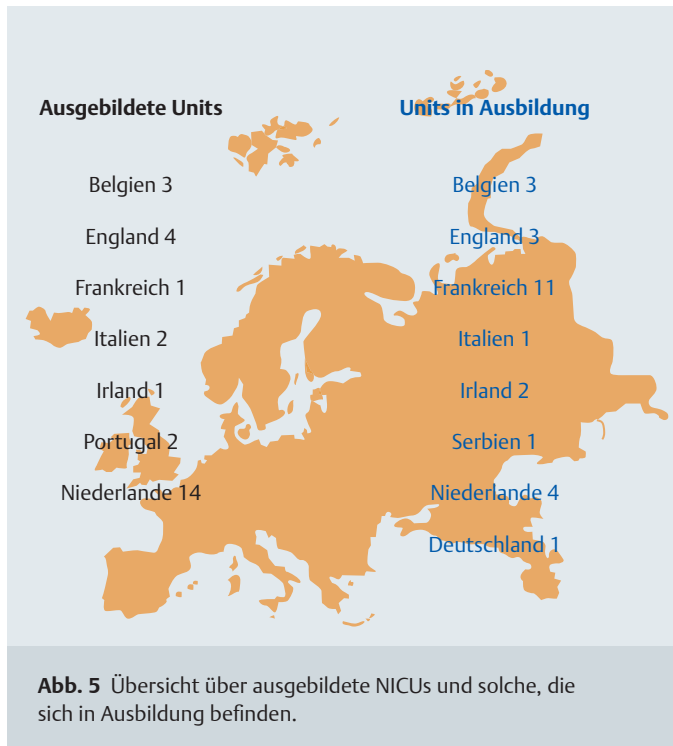 Ausgebildete Units
Belgien 3
England 4
Frankreich 1
Italien 2
Irland 1
Portugal 2
Niederlande 14
Units in Ausbildung
Belgien 3
England 3
Frankreich 11
Italien 1
Irland 2
Serbien 1
Niederlande 4
Deutschland 1
Abb. 5 Übersicht über ausgebildete NICUs und solche, die
sich in Ausbildung befinden.